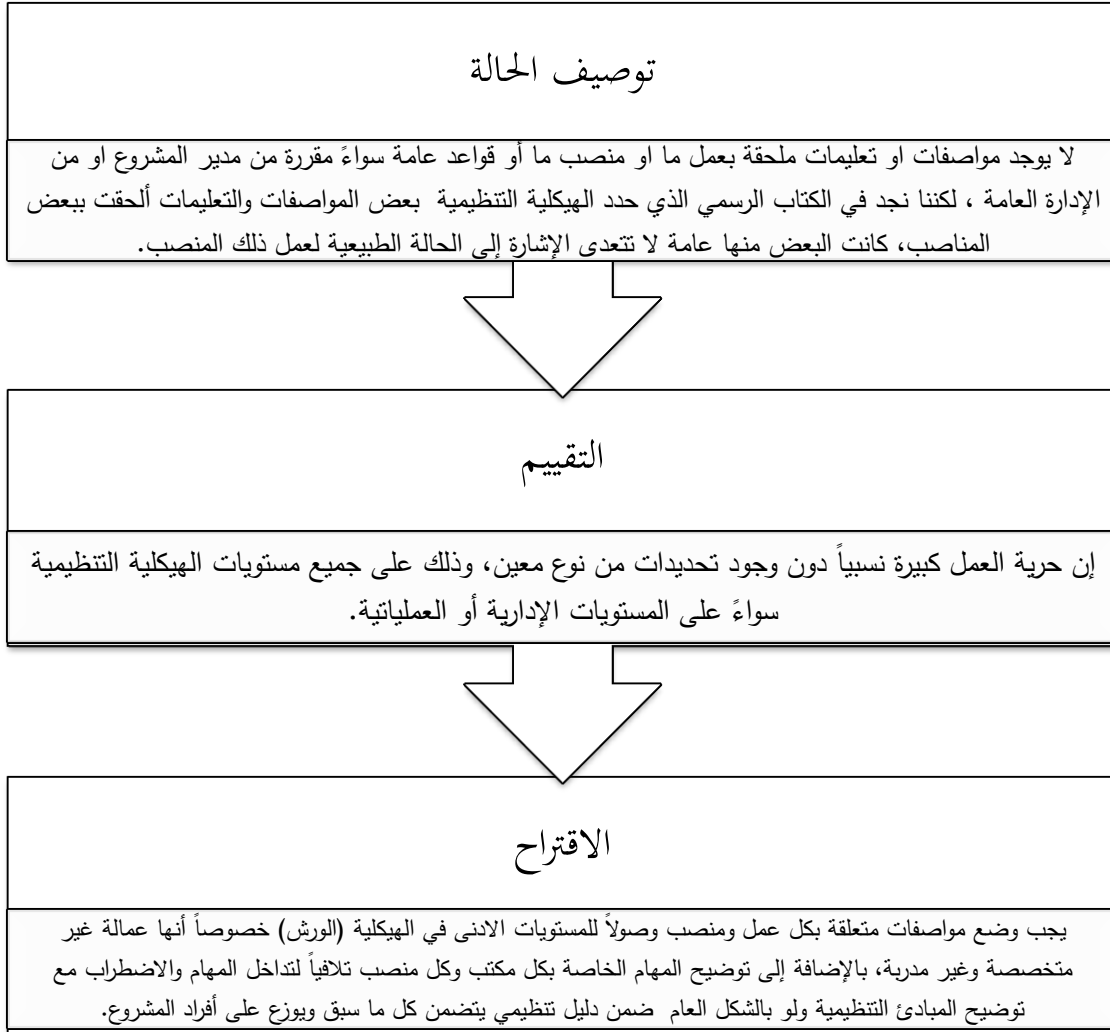 توصيف الحالة
لا يوجد مواصفات او تعليمات ملحقة بعمل ما او منصب ما أو قواعد عامة سواءً مقررة من مدير المشروع او من
الإدارة العامة ، لكننا نجد في الكتاب الرسمي الذي حدد الهيكلية التنظيمية بعض المواصفات والتعليمات ألحقت ببعض
المناصب، كانت البعض منها عامة لا تتعدى الإشارة إلى الحالة الطبيعية لعمل ذلك المنصب.
التقييم
إن حرية العمل كبيرة نسبياً دون وجود تحديدات من نوع معين، وذلك على جميع مستويات الهيكلية التنظيمية
سواءً على المستويات الإدارية أو العملياتية.
الاقتراح
يجب وضع مواصفات متعلقة بكل عمل ومنصب وصولاً للمستويات الادنى في الهيكلية (الورش) خصوصاً أنها عمالة غير
متخصصة وغير مدربة، بالإضافة إلى توضيح المهام الخاصة بكل مكتب وكل منصب تلافياً لتداخل المهام والاضطراب مع
توضيح المبادئ التنظيمية ولو بالشكل العام ضمن دليل تنظيمي يتضمن كل ما سبق ويوزع على أفراد المشروع.